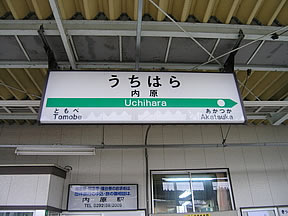 うちはら
内原
Uchihara
ともべ
Tomobe
あかつか
Akatsuka
内原駅